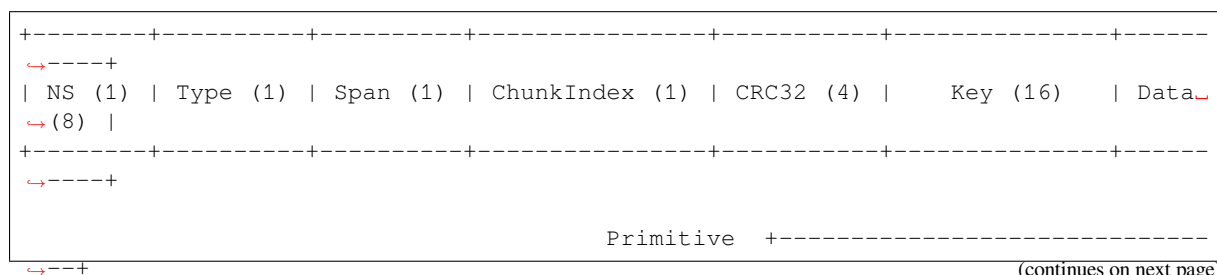 +--------+----------+----------+----------------+-----------+---------------+------
↪----+
| NS (1) | Type (1) | Span (1) | ChunkIndex (1) | CRC32 (4) |    Key (16)   | Data␣
↪(8) |
+--------+----------+----------+----------------+-----------+---------------+------
↪----+
                                        Primitive  +------------------------------
↪--+
(continues on next page)